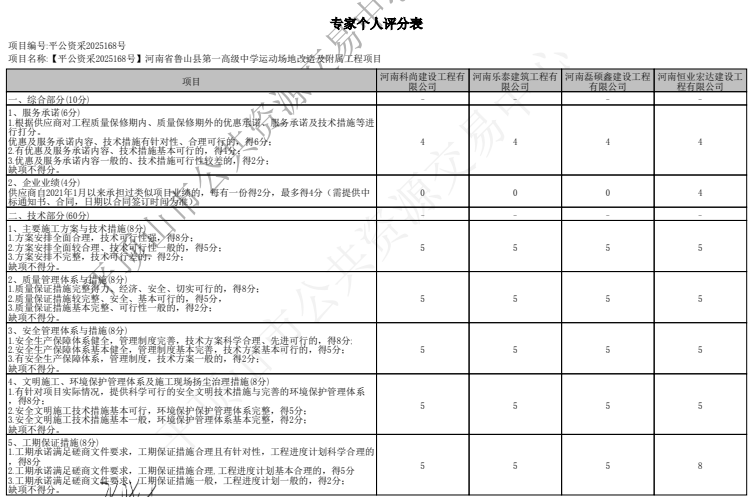 专家个人评分表
项目编号:平公资采2025168号
项目名称:【平公资采2025168号】河南省鲁山县第一高级中学运动场地改造及附属工程项目
项目 河南科尚建设工程有限公司 河南乐泰建筑工程有限公司 河南磊硕鑫建设工程有限公司 河南恒业宏达建设工程有限公司
一、综合部分(10分) - - - -
1、服务承诺(6分)
1.根据供应商对工程质量保修期内、质量保修期外的优惠承诺、服务承诺及技术措施等进
行打分。
优惠及服务承诺内容、技术措施有针对性、合理可行的，得6分；
2.有优惠及服务承诺内容、技术措施基本可行的，得4分；
3.优惠及服务承诺内容一般的、技术措施可行性较差的，得2分；
缺项不得分。
4 4 4 4
2、企业业绩(4分)
供应商自2021年1月以来承担过类似项目业绩的，每有一份得2分，最多得4分（需提供中
标通知书、合同，日期以合同签订时间为准）
0 0 0 4
二、技术部分(60分) - - - -
1、主要施工方案与技术措施(8分)
1.方案安排全面合理，技术可行性强，得8分；
2.方案安排全面较合理、技术可行性一般的，得5分；
3.方案安排不完整，技术可行性差的，得2分；
缺项不得分。
5 5 5 5
2、质量管理体系与措施(8分)
1.质量保证措施完整得力、经济、安全、切实可行的，得8分；
2.质量保证措施较完整、安全、基本可行的，得5分，
3.质量保证措施基本完整、可行性一般的，得2分；
缺项不得分。
5 5 5 5
3、安全管理体系与措施(8分)
1.安全生产保障体系健全，管理制度完善，技术方案科学合理、先进可行的，得8分;
2.安全生产保障体系基本健全，管理制度基本完善，技术方案基本可行的，得5分；
3.有安全生产保障体系，管理制度，技术方案一般的，得2分；
缺项不得分。
5 5 5 5
4、文明施工、环境保护管理体系及施工现场扬尘治理措施(8分)
1.有针对项目实际情况，提供科学可行的安全文明技术措施与完善的环境保护管理体系
，得8分；
2.安全文明施工技术措施基本可行，环境保护保护管理体系完整，得5分；
3.安全文明施工技术措施基本一般，环境保护管理体系基本完整，得2分；
缺项不得分。
5 5 5 5
5、工期保证措施(8分)
1.工期承诺满足磋商文件要求，工期保证措施合理且有针对性，工程进度计划科学合理的
，得8分
2.工期承诺满足磋商文件要求，工期保证措施合理.工程进度计划基本合理的，得5分
3.工期承诺满足磋商文件要求，工期保证措施一般，工程进度计划一般的，得2分；
缺项不得分。
5 5 5 8
平顶山市公共资源交易中心
平顶山市公共资源交易中心